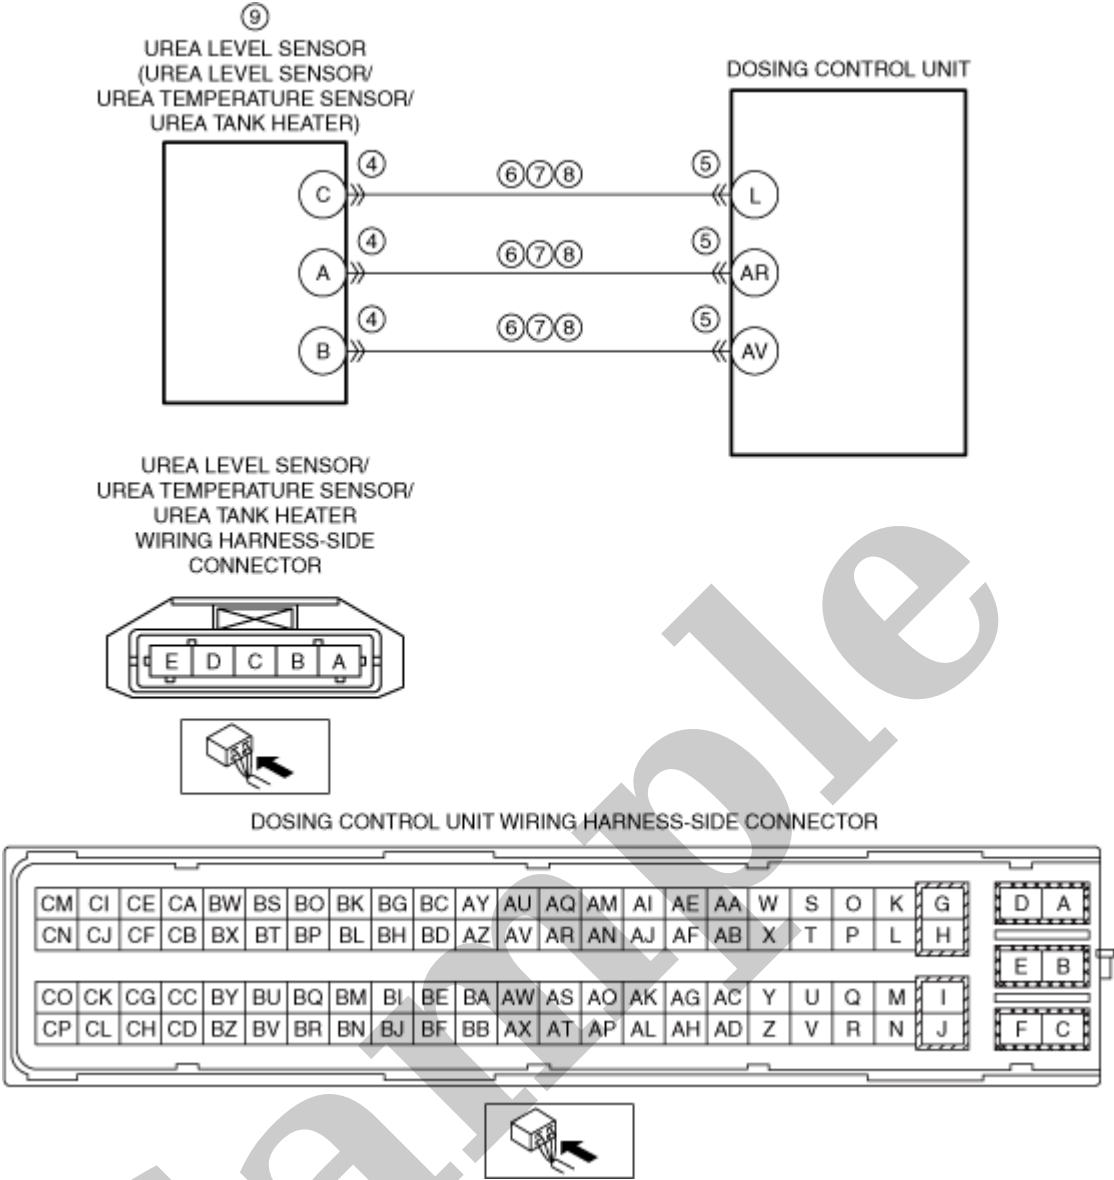 ⑨
UREA LEVEL SENSOR
(UREA LEVEL SENSOR/
UREA TEMPERATURE SENSOR/
UREA TANK HEATER)
DOSING CONTROL UNIT
C ④ ⑥⑦⑧ ⑤ L
A ④ ⑥⑦⑧ ⑤ AR
B ④ ⑥⑦⑧ ⑤ AV
UREA LEVEL SENSOR/
UREA TEMPERATURE SENSOR/
UREA TANK HEATER
WIRING HARNESS-SIDE
CONNECTOR
E D C B A
DOSING CONTROL UNIT WIRING HARNESS-SIDE CONNECTOR
CM CI CE CA BW BS BO BK BG BC AY AU AQ AM AI AE AA W S O K G D A
CN CJ CF CB BX BT BP BL BH BD AZ AV AR AN AJ AF AB X T P L H
E B
CO CK CG CC BY BU BQ BM BI BE BA AW AS AO AK AG AC Y U Q M I
CP CL CH CD BZ BV BR BN BJ BF BB AX AT AP AL AH AD Z V R N J F C
Sample